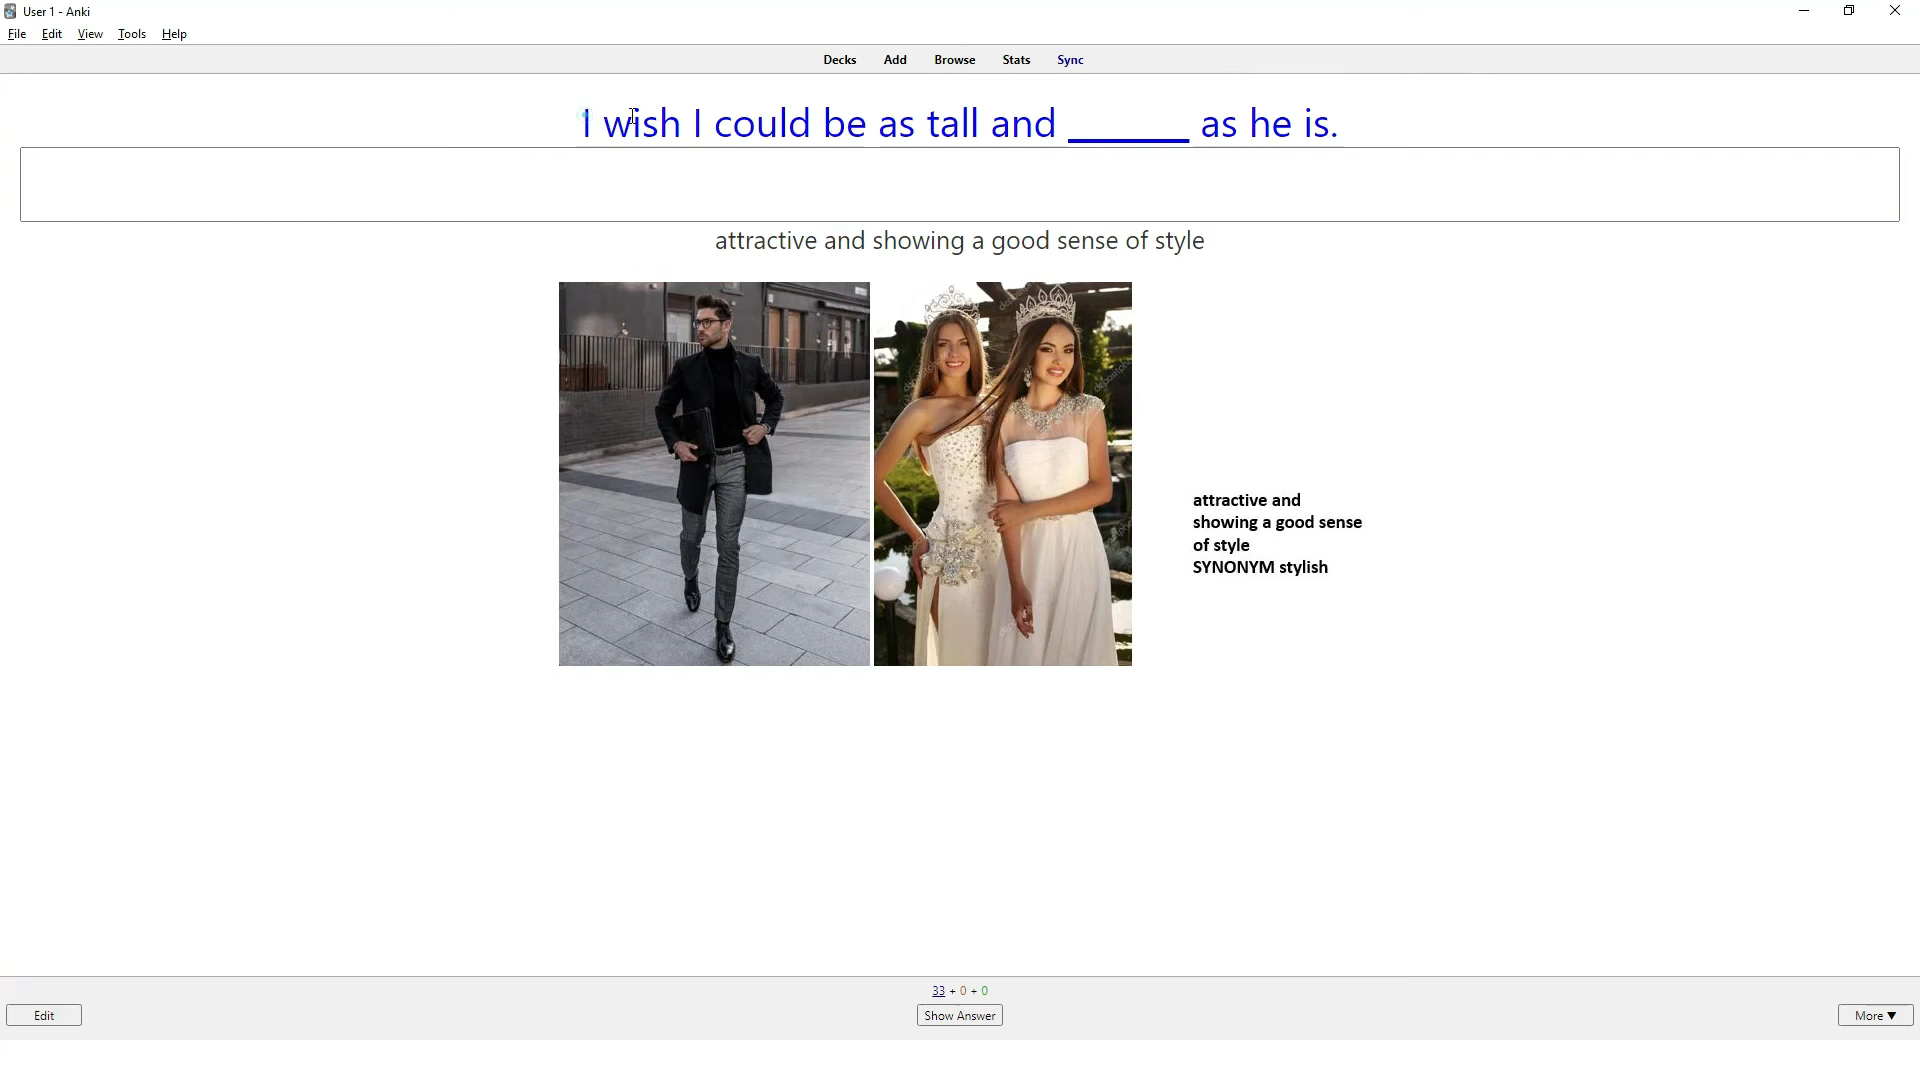 User 1 - Anki
File Edit View Tools Help
Decks Add Browse Stats Sync
I wish I could be as tall and ______ as he is.
attractive and showing a good sense of style
attractive and
showing a good sense
of style
SYNONYM stylish
33 + 0 + 0
Edit Show Answer More ▼